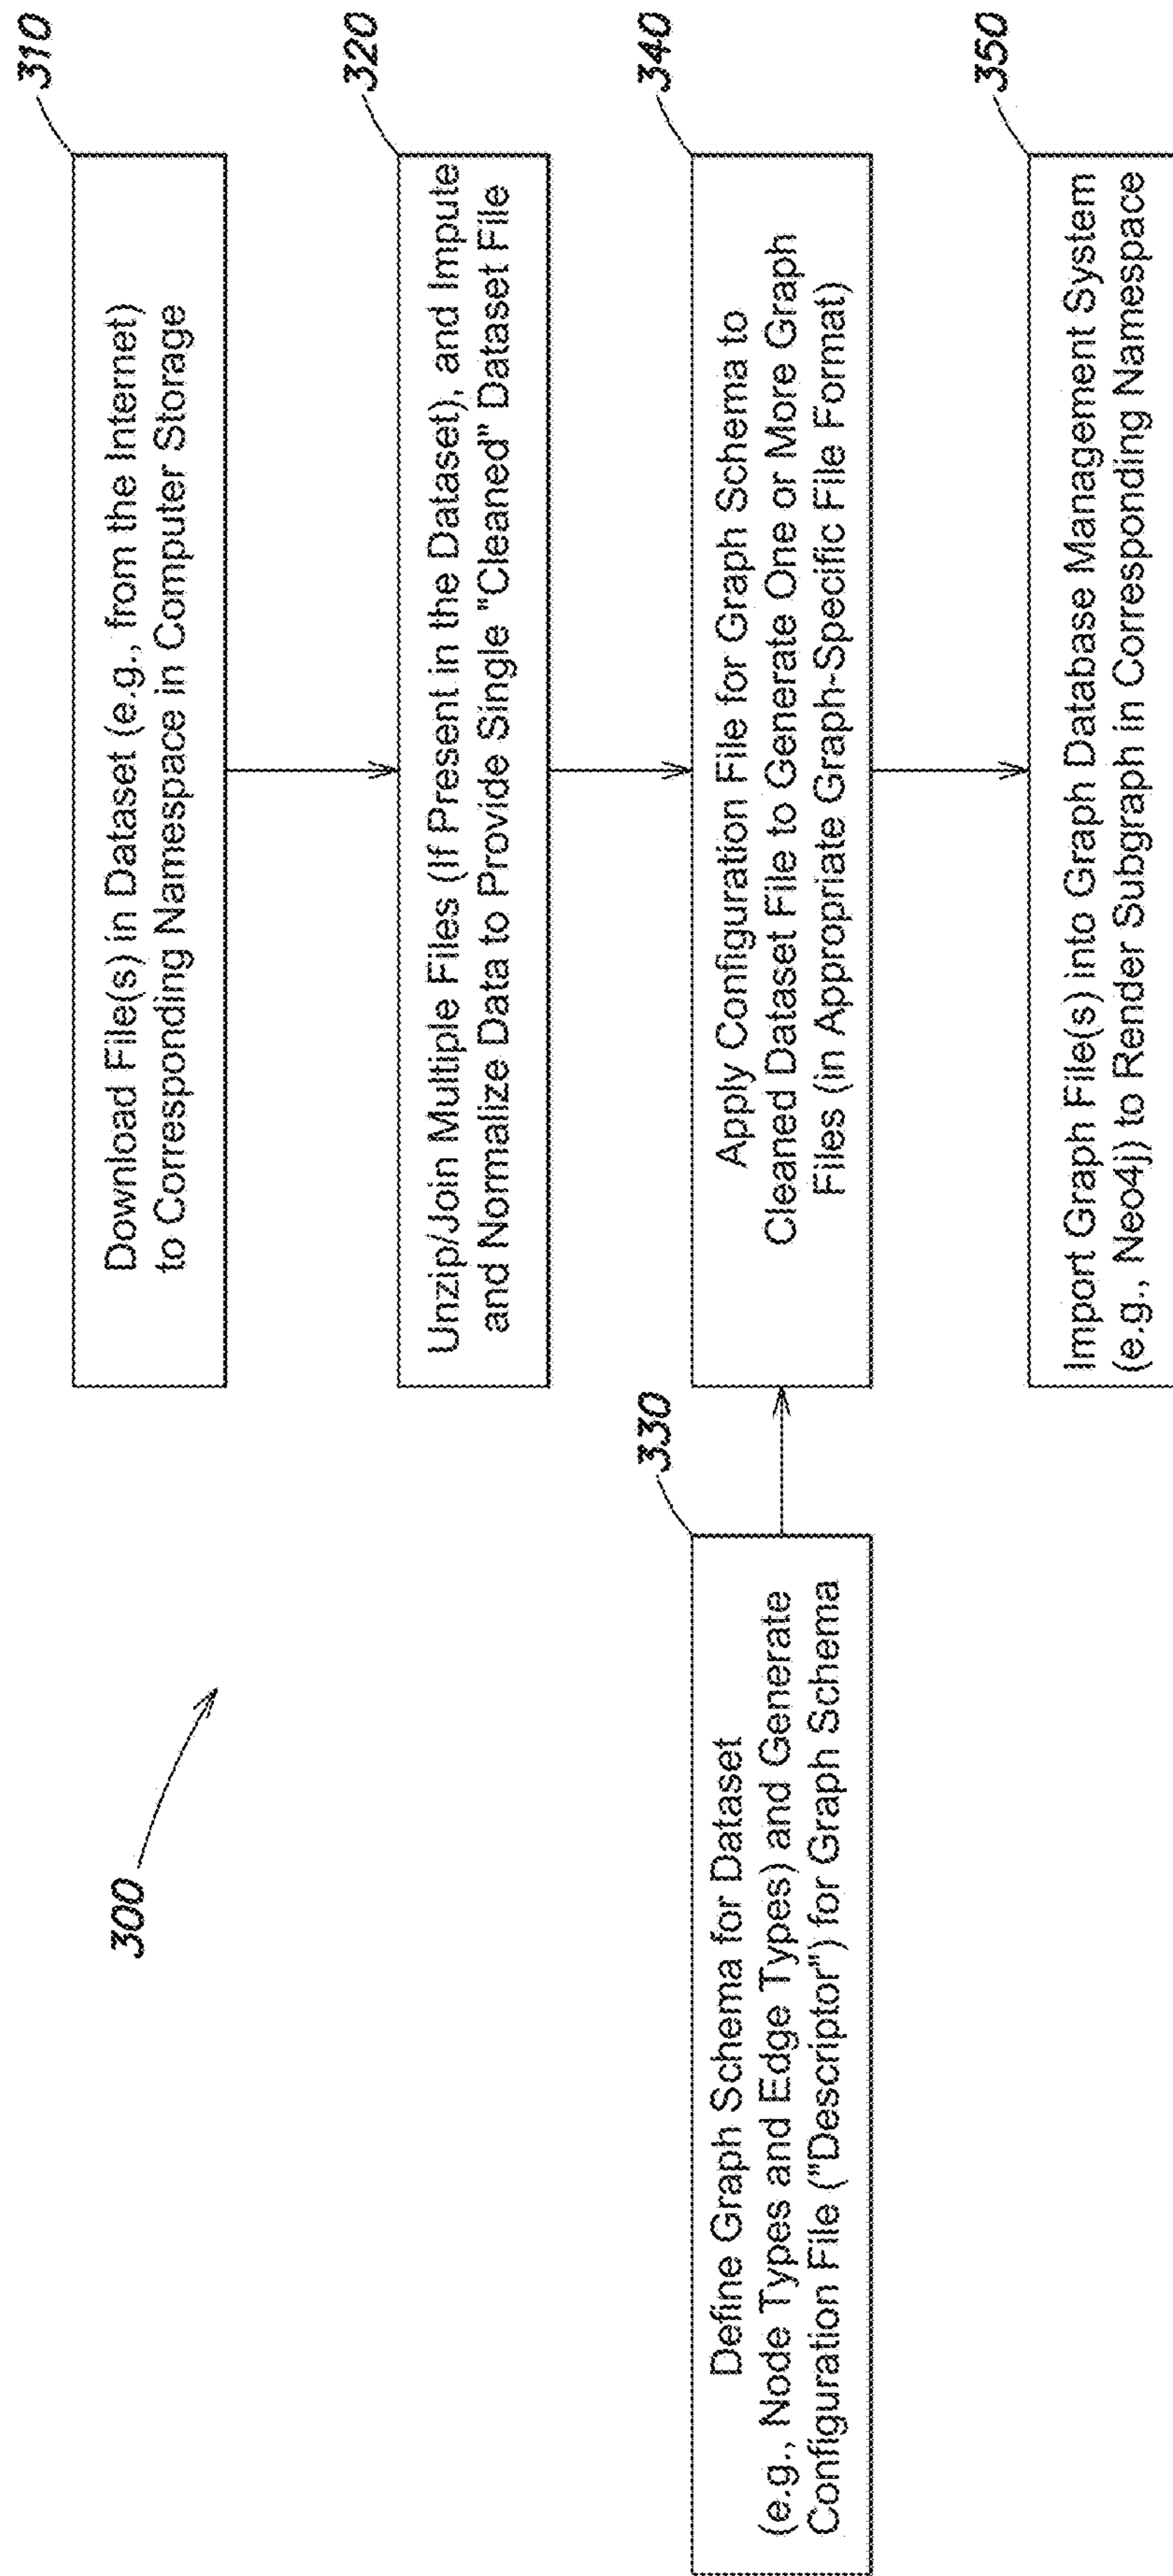 300
310
Download File(s) in Dataset (e.g., from the Internet)
to Corresponding Namespace in Computer Storage
320
Unzip/Join Multiple Files (If Present in the Dataset), and Impute
and Normalize Data to Provide Single "Cleaned" Dataset File
330
Define Graph Schema for Dataset
(e.g., Node Types and Edge Types) and Generate
Configuration File ("Descriptor") for Graph Schema
340
Apply Configuration File for Graph Schema to
Cleaned Dataset File to Generate One or More Graph
Files (in Appropriate Graph-Specific File Format)
350
Import Graph File(s) into Graph Database Management System
(e.g., Neo4j) to Render Subgraph in Corresponding Namespace